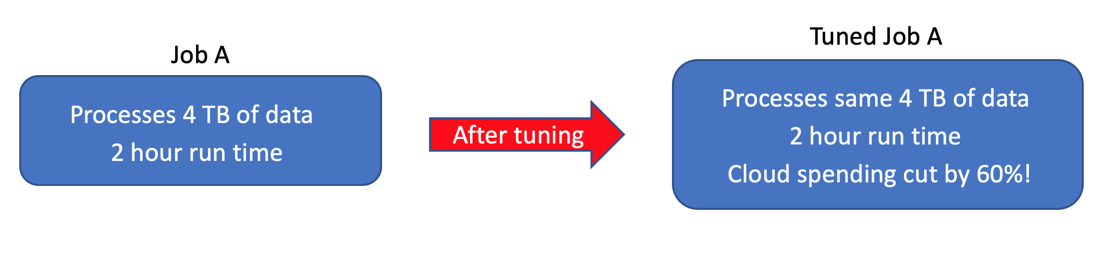 Job A
Processes 4 TB of data
2 hour run time
After tuning
Tuned Job A
Processes same 4 TB of data
2 hour run time
Cloud spending cut by 60%!